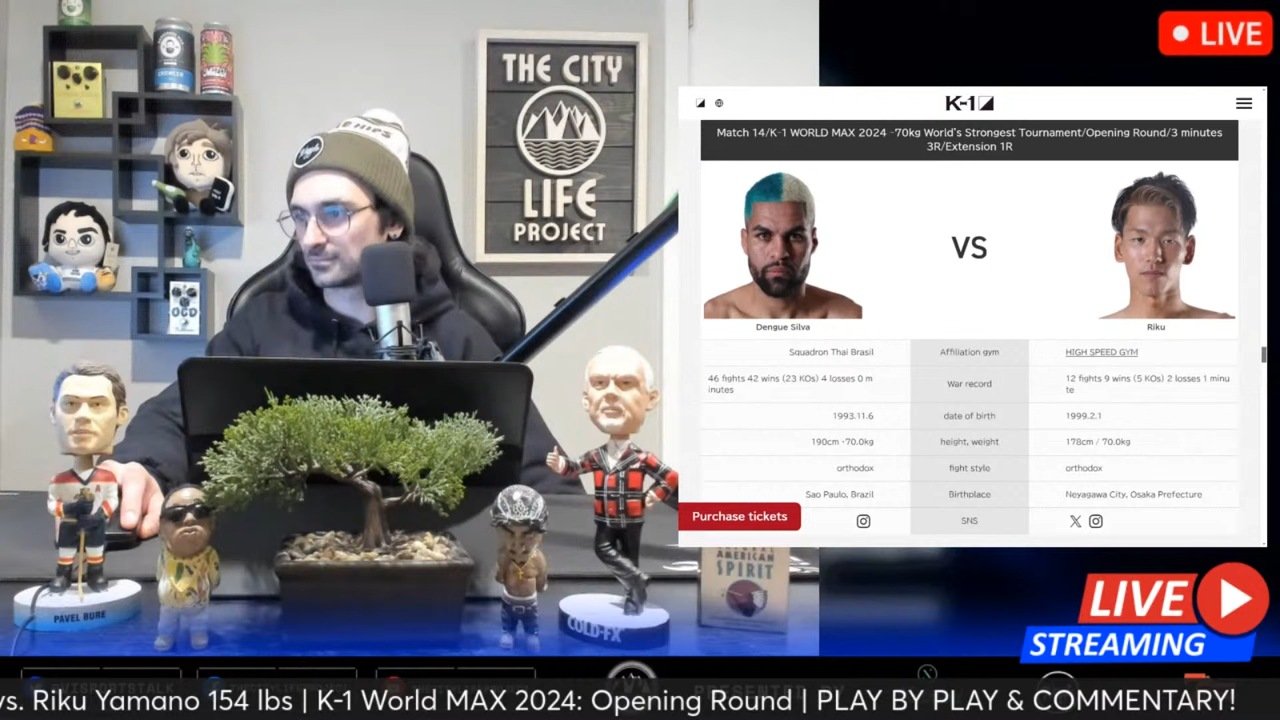 LIVE
THE CITY
LIFE
PROJECT
OCD
K-1
Match 14/K-1 WORLD MAX 2024 -70kg World's Strongest Tournament/Opening Round/3 minutes
3R/Extension 1R
VS
Dengue Silva
Riku
Squadron Thai Brasil
Affiliation gym
HIGH SPEED GYM
46 fights 42 wins (23 KOs) 4 losses 0 m
inutes
War record
12 fights 9 wins (5 KOs) 2 losses 1 minu
te
1993.11.6
date of birth
1999.2.1
190cm ·70.0kg
height, weight
178cm / 70.0kg
orthodox
fight style
orthodox
Sao Paulo, Brazil
Birthplace
Neyagawa City, Osaka Prefecture
Purchase tickets
SNS
PAVEL BURE
COLD-FX
AMERICAN
SPIRIT
LIVE
STREAMING
vs. Riku Yamano 154 lbs | K-1 World MAX 2024: Opening Round | PLAY BY PLAY & COMMENTARY!